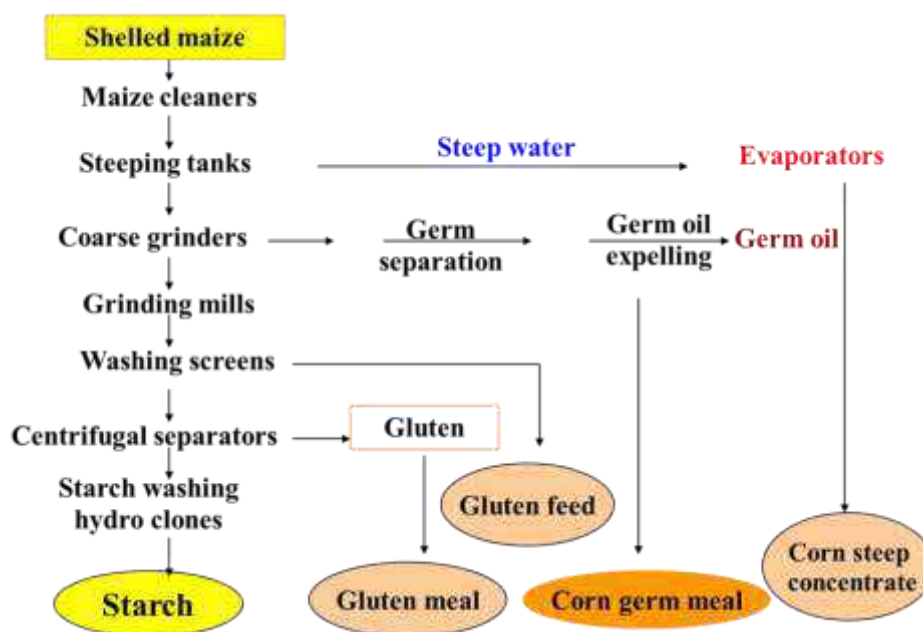 Shelled maize
Maize cleaners
Steeping tanks
Steep water
Evaporators
Coarse grinders
Germ
separation
Germ oil
expelling
Germ oil
Grinding mills
Washing screens
Centrifugal separators
Gluten
Starch washing
hydro clones
Gluten feed
Corn steep
concentrate
Starch
Gluten meal
Corn germ meal